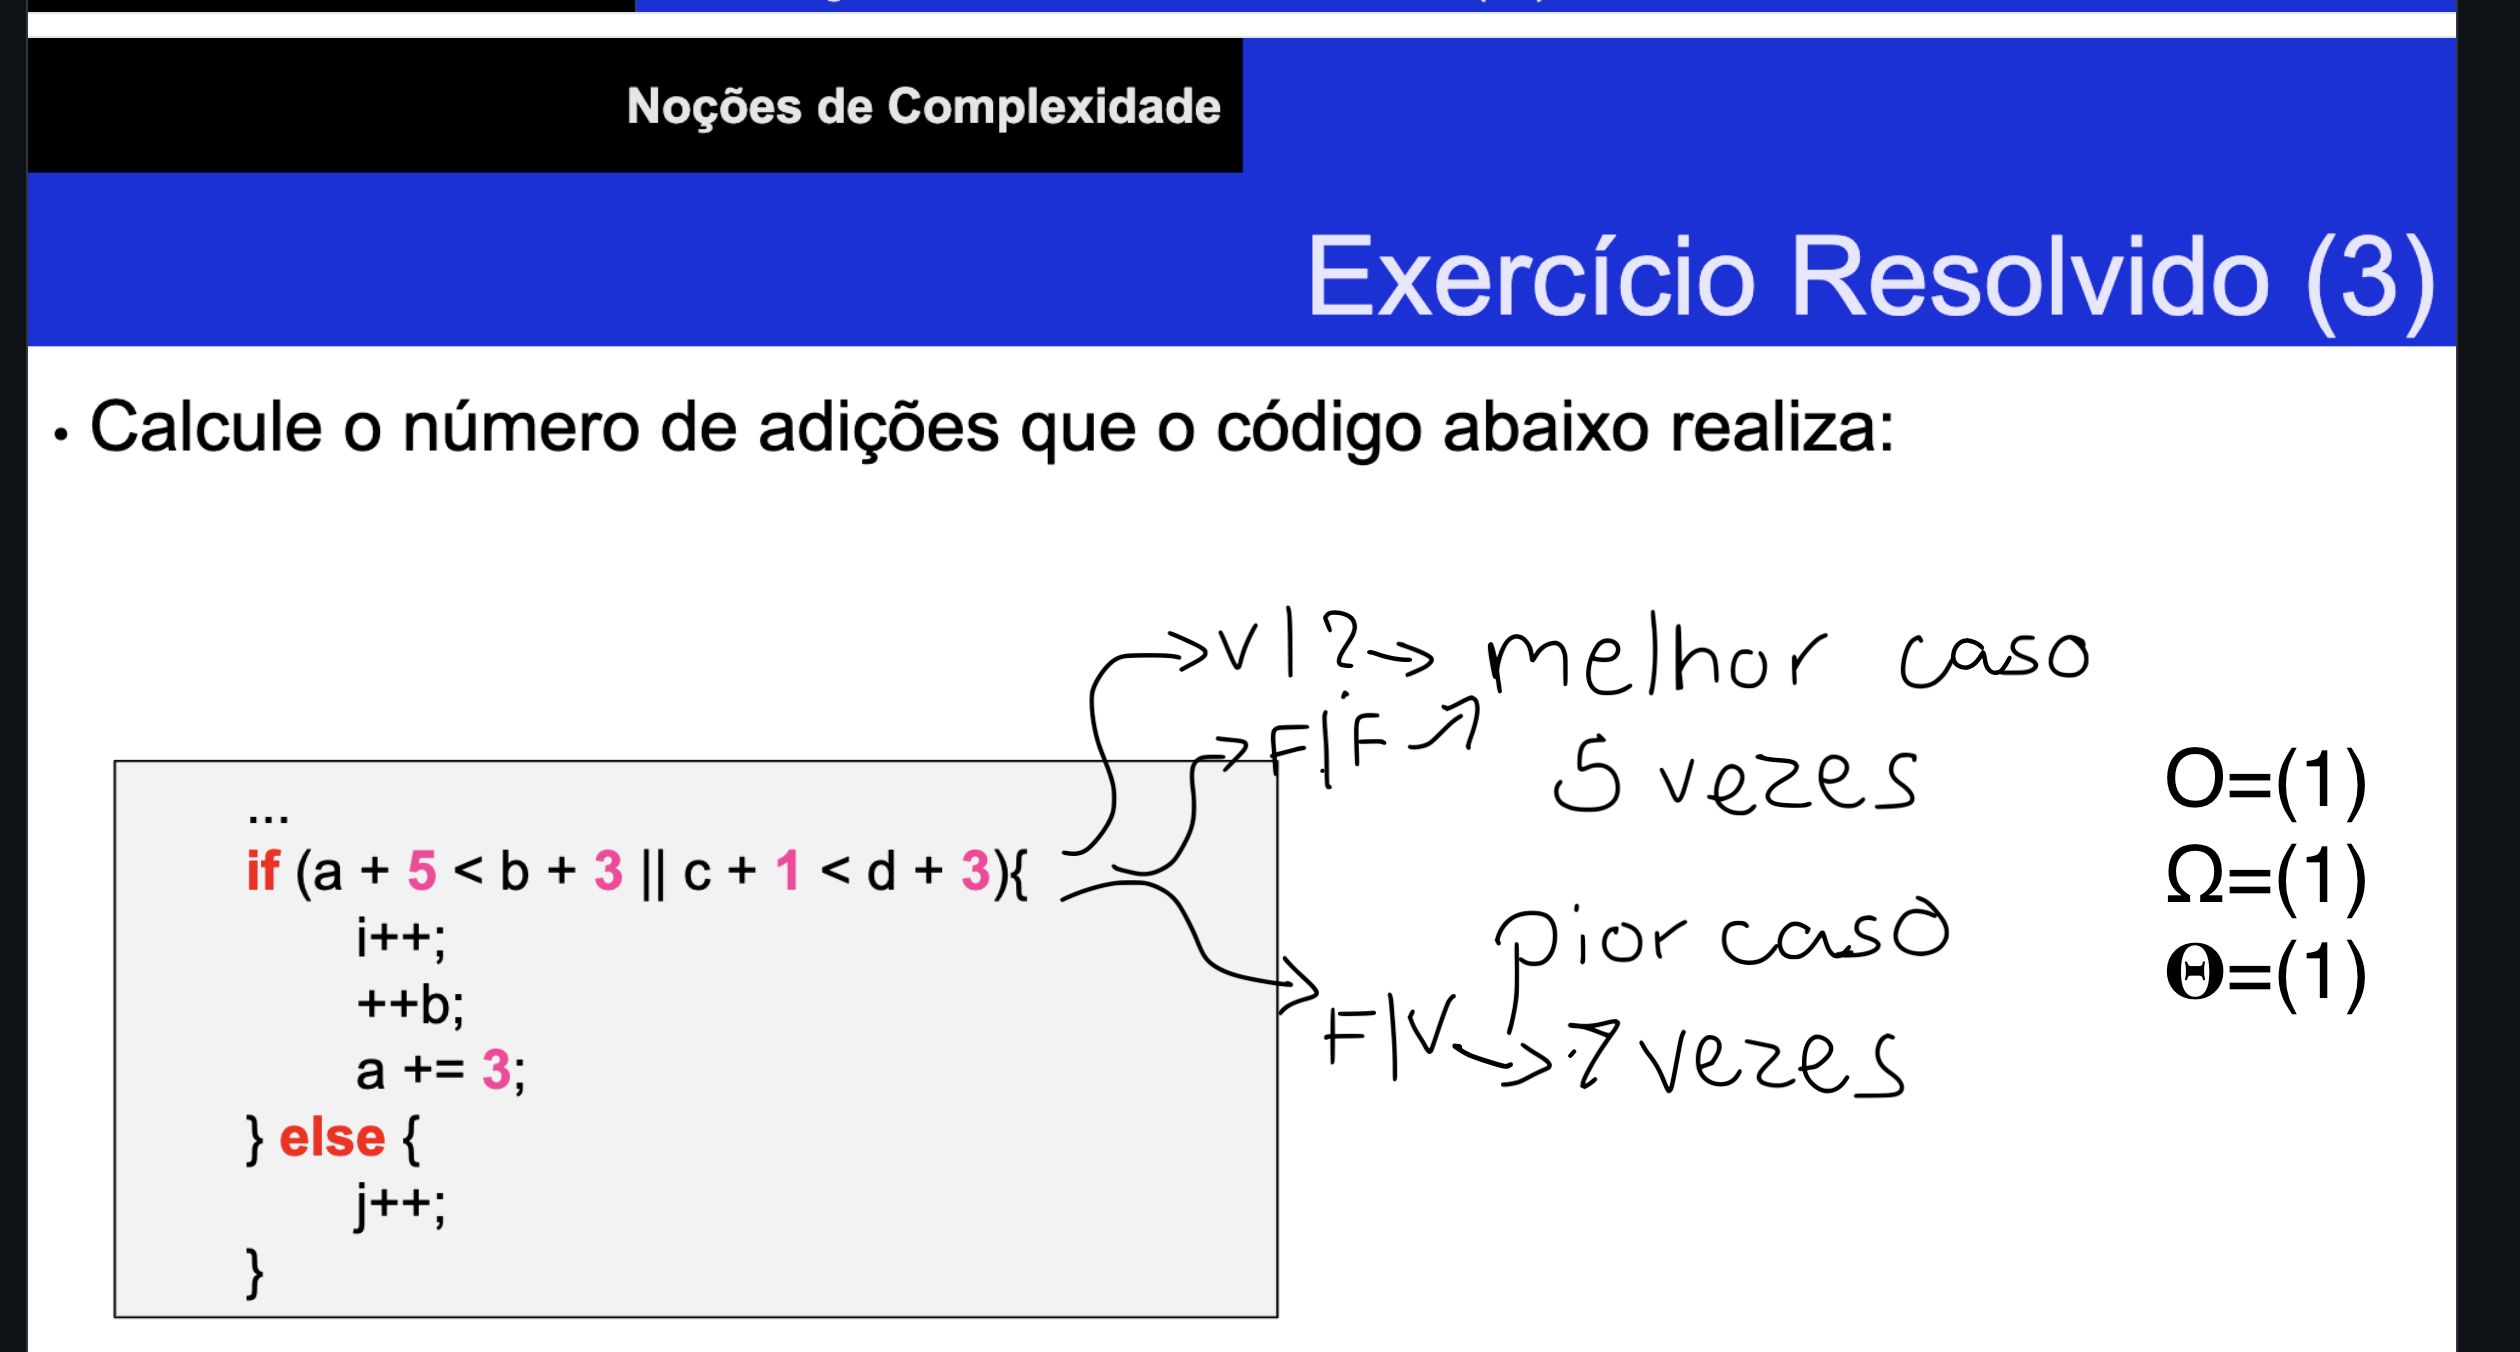 Noções de Complexidade
Exercício Resolvido (3)
· Calcule o número de adições que o código abaixo realiza:
V|?-> melhor caso
F|F
5 vezes
O=(1)
Ω=(1)
Θ=(1)
...
if (a + 5 < b + 3 || c + 1 < d + 3){
i++;
++b;
a += 3;
} else {
j++;
}
pior caso
F|V-> 7 vezes